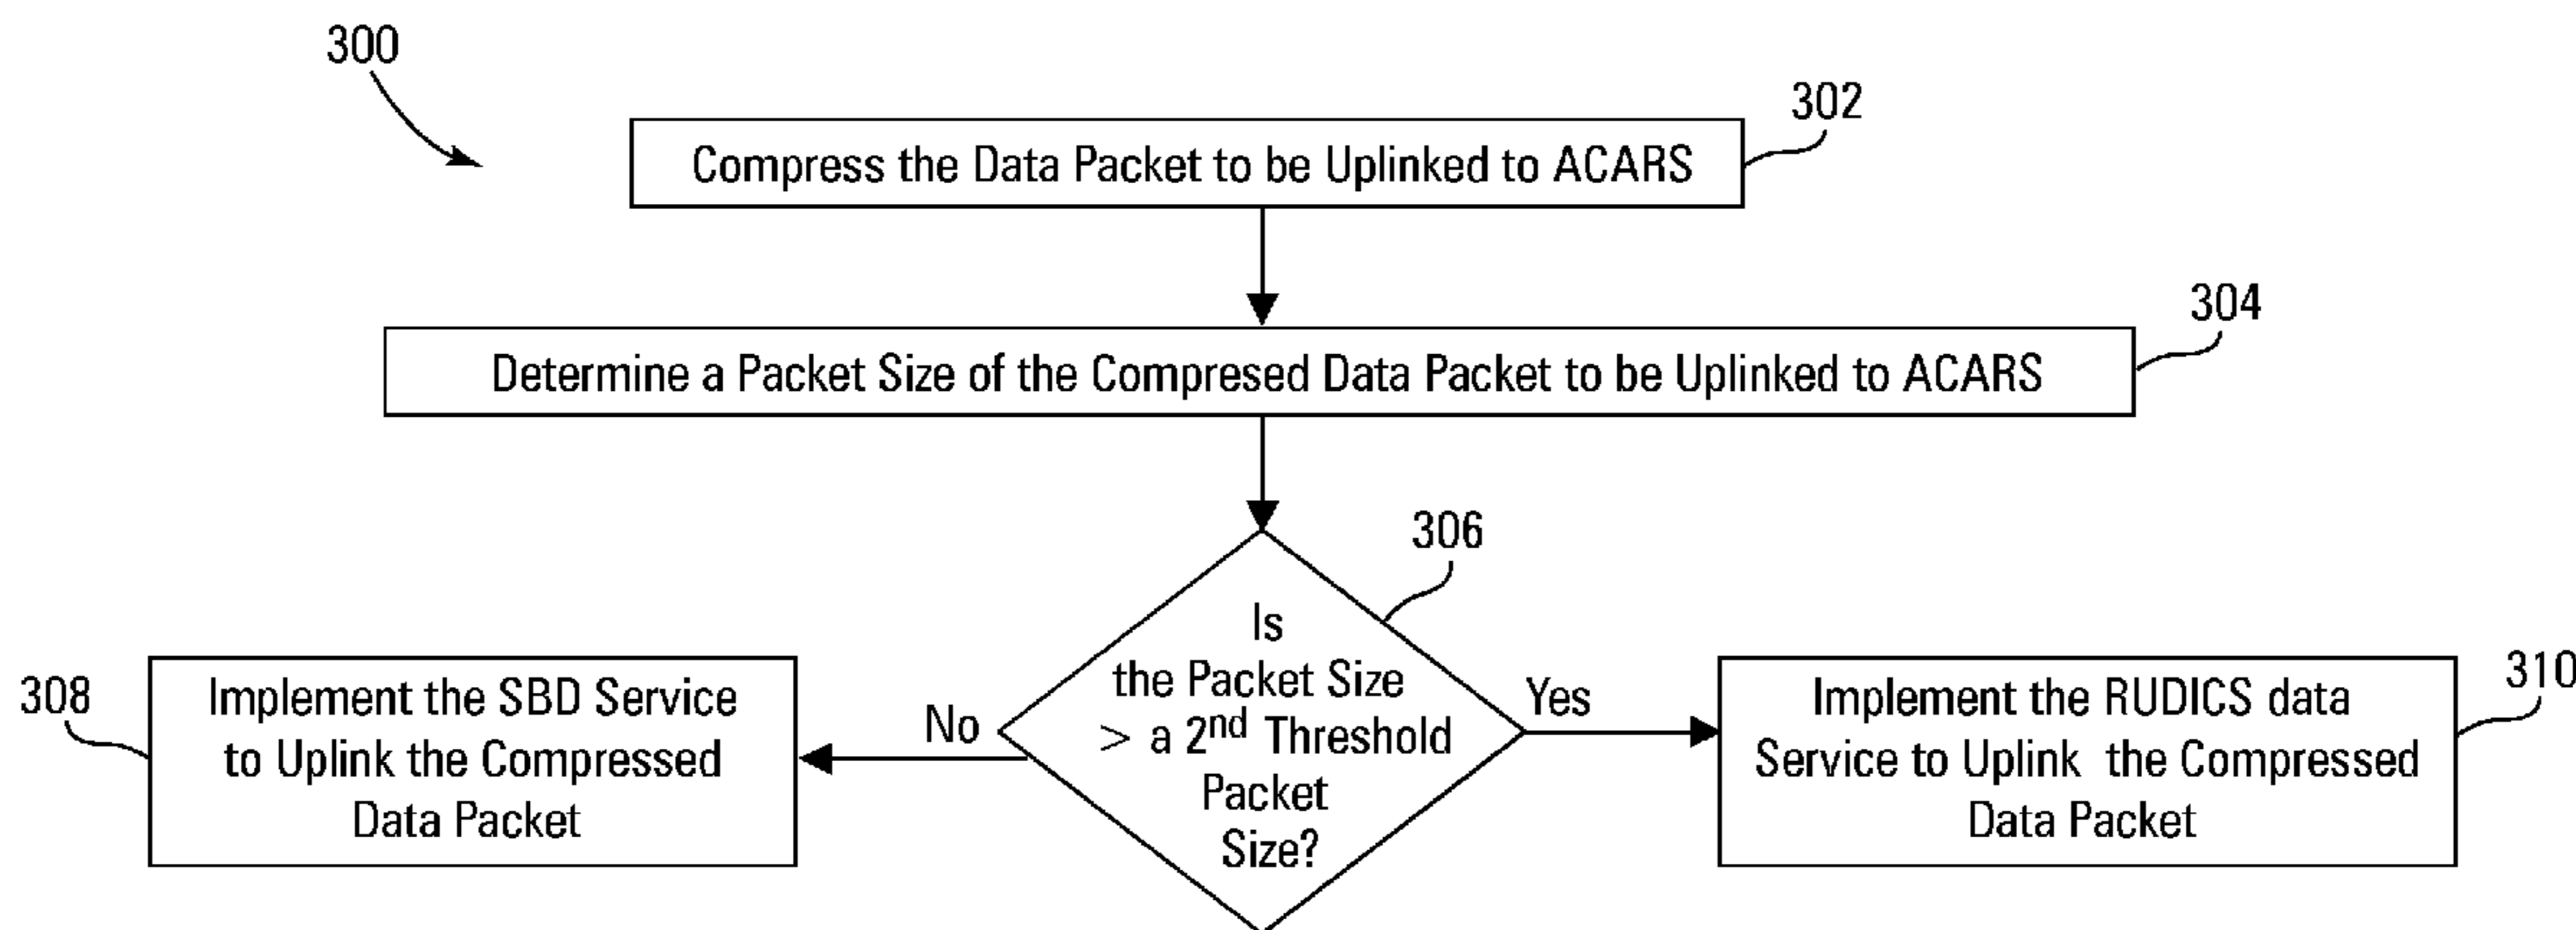 300
302
Compress the Data Packet to be Uplinked to ACARS
304
Determine a Packet Size of the Compresed Data Packet to be Uplinked to ACARS
306
Is
the Packet Size
> a 2nd Threshold
Packet
Size?
No
Yes
308
Implement the SBD Service
to Uplink the Compressed
Data Packet
310
Implement the RUDICS data
Service to Uplink the Compressed
Data Packet